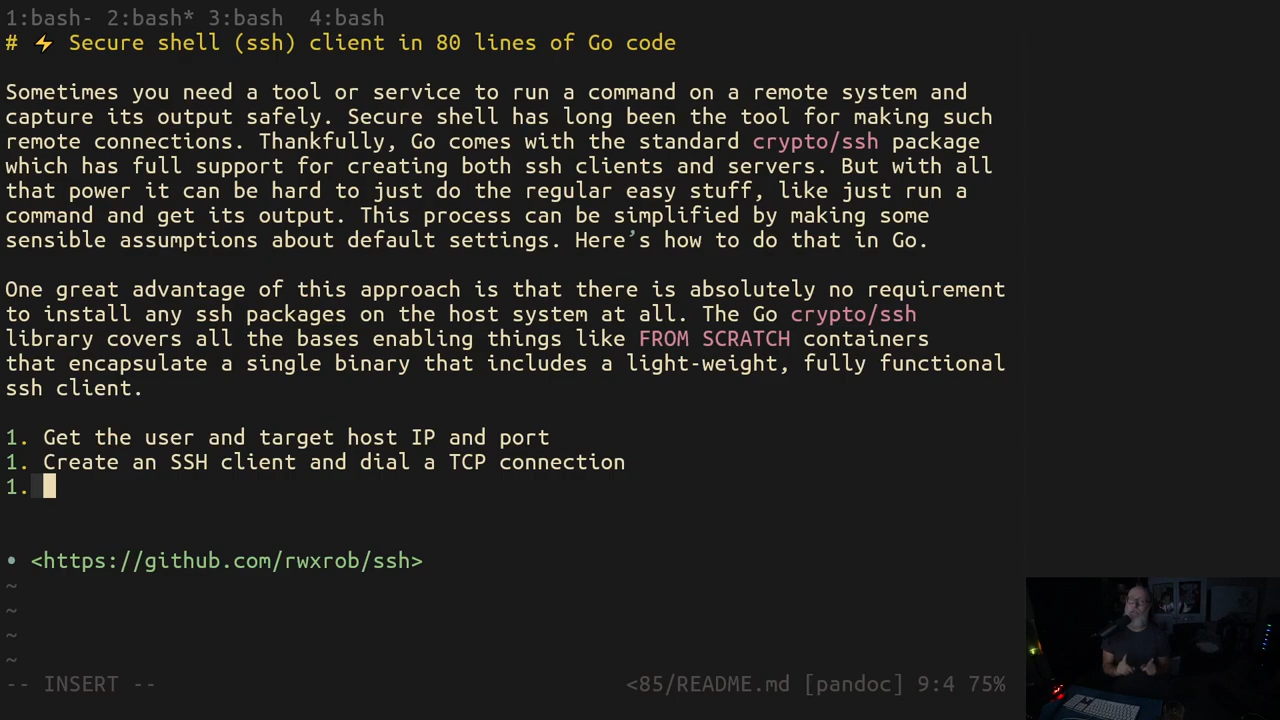 1:bash- 2:bash* 3:bash  4:bash
# ⚡ Secure shell (ssh) client in 80 lines of Go code
Sometimes you need a tool or service to run a command on a remote system and
capture its output safely. Secure shell has long been the tool for making such
remote connections. Thankfully, Go comes with the standard crypto/ssh package
which has full support for creating both ssh clients and servers. But with all
that power it can be hard to just do the regular easy stuff, like just run a
command and get its output. This process can be simplified by making some
sensible assumptions about default settings. Here’s how to do that in Go.
One great advantage of this approach is that there is absolutely no requirement
to install any ssh packages on the host system at all. The Go crypto/ssh
library covers all the bases enabling things like FROM SCRATCH containers
that encapsulate a single binary that includes a light-weight, fully functional
ssh client.
1. Get the user and target host IP and port
1. Create an SSH client and dial a TCP connection
1.
• <https://github.com/rwxrob/ssh>
~
~
~
~
-- INSERT -- <85/README.md [pandoc] 9:4 75%